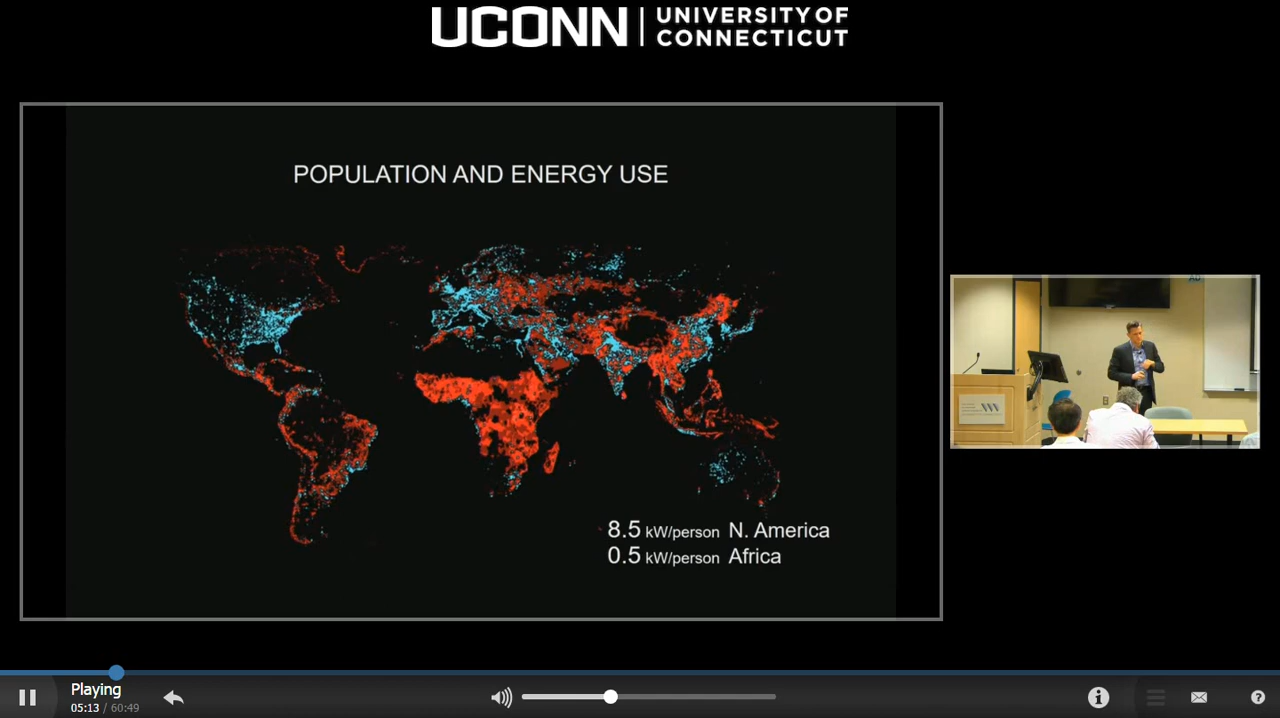 UCONN
UNIVERSITY OF
CONNECTICUT
POPULATION AND ENERGY USE
8.5 kW/person N. America
0.5 kW/person Africa
Playing
05:13 / 60:49